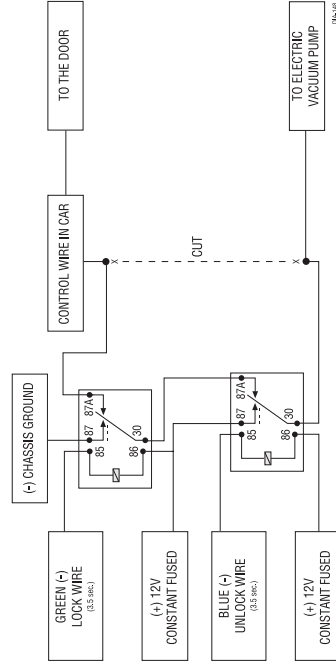 TO THE DOOR
CONTROL WIRE IN CAR
(-) CHASSIS GROUND
GREEN (-)
LOCK WIRE
(3.5 sec.)
87A
87
85
86
30
(+) 12V
CONSTANT FUSED
BLUE (-)
UNLOCK WIRE
(3.5 sec.)
87A
87
85
86
30
(+) 12V
CONSTANT FUSED
x
CUT
x
TO ELECTRIC
VACUUM PUMP